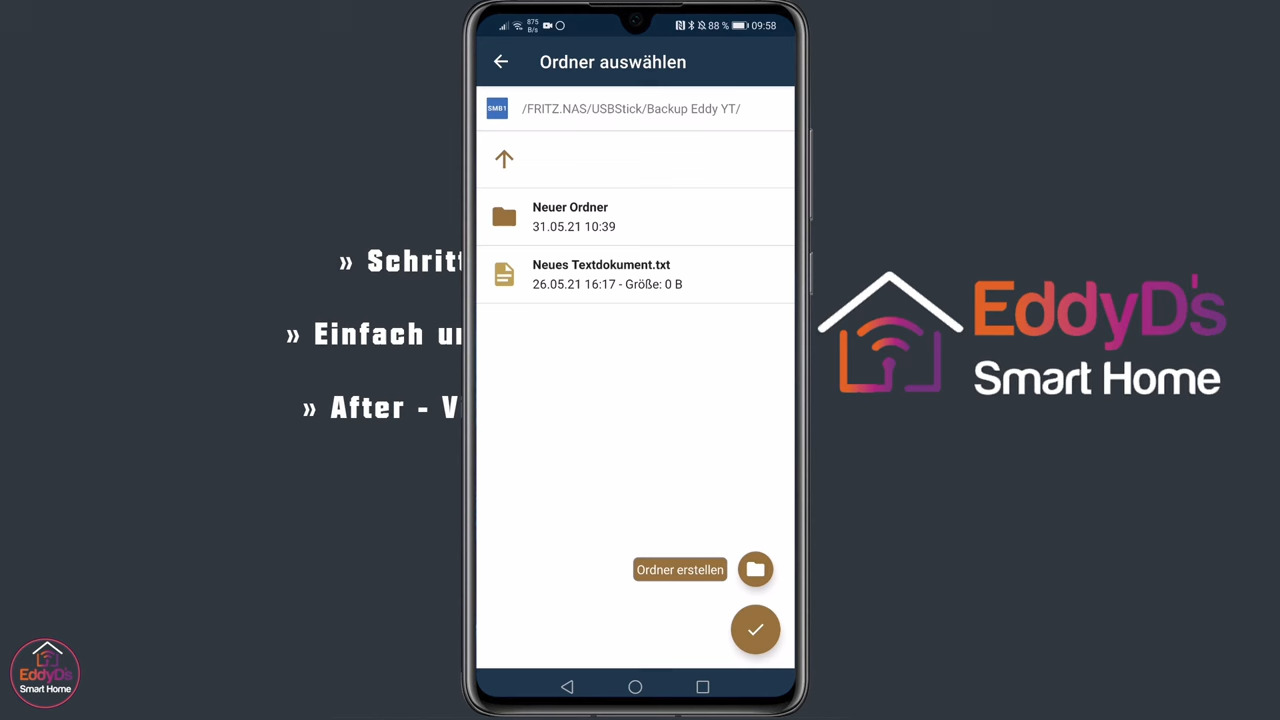 875
B/s
88 %
09:58
Ordner auswählen
SMB1
/FRITZ.NAS/USBStick/Backup Eddy YT/
Neuer Ordner
31.05.21 10:39
Neues Textdokument.txt
26.05.21 16:17 - Größe: 0 B
Ordner erstellen
» Schritt
» Einfach
» After - V
EddyD's
Smart Home
EddyD's
Smart Home